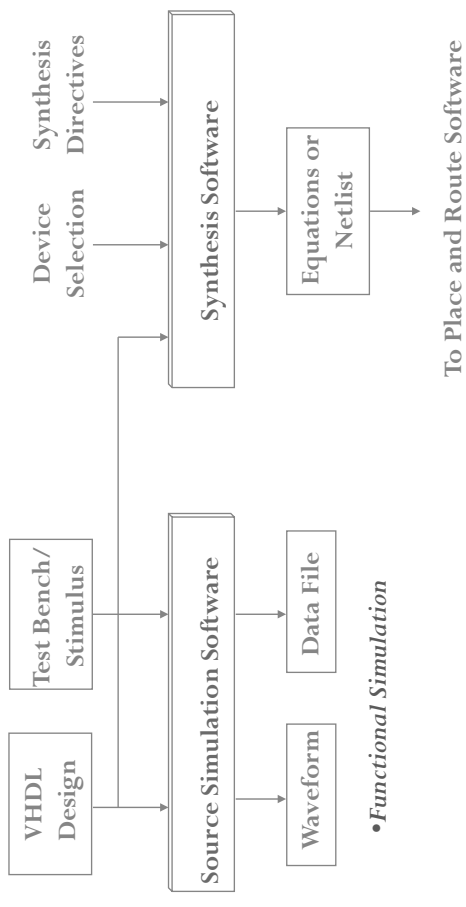 VHDL
Design
Test Bench/
Stimulus
Device
Selection
Synthesis
Directives
Source Simulation Software
Synthesis Software
Waveform
Data File
Equations or
Netlist
•Functional Simulation
To Place and Route Software